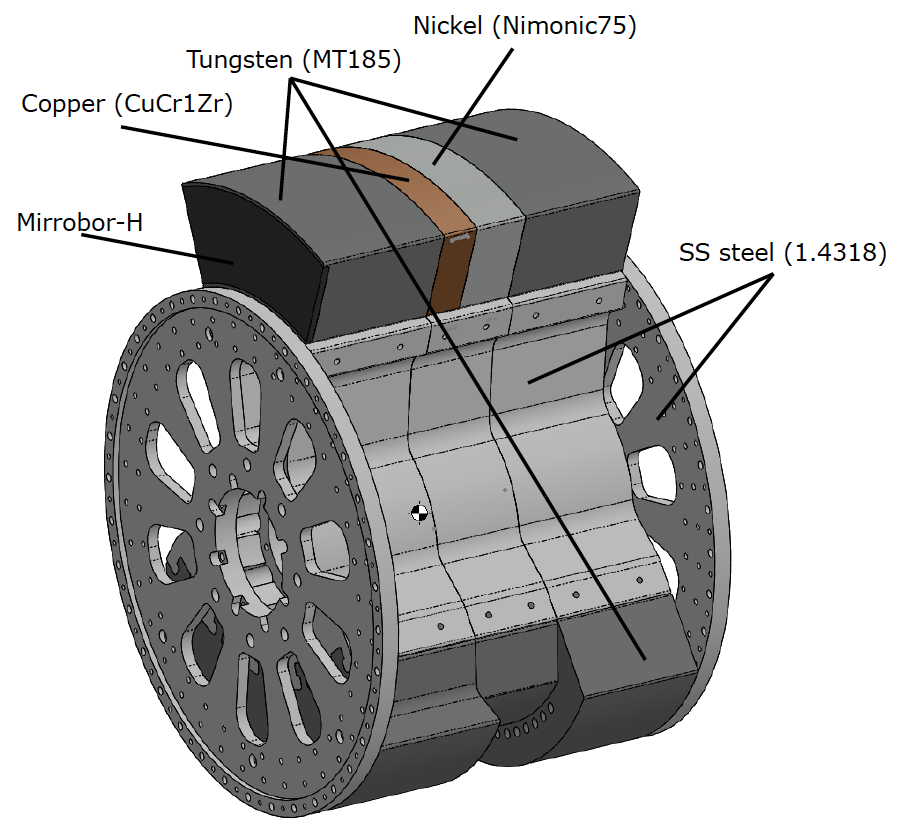 Nickel (Nimonic75)
Tungsten (MT185)
Copper (CuCr1Zr)
Mirrobor-H
SS steel (1.4318)